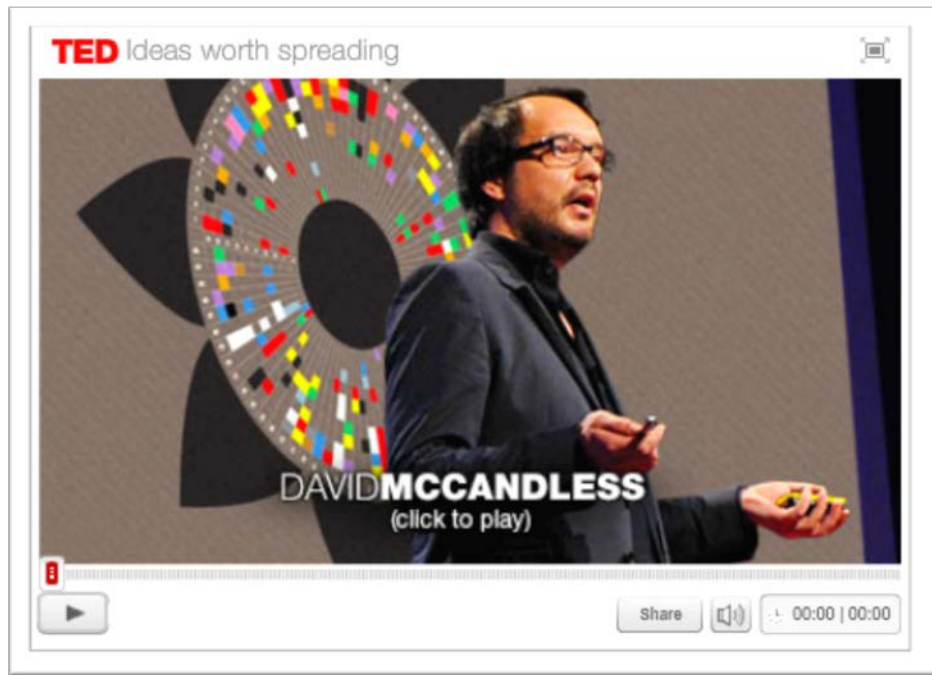 TED Ideas worth spreading
DAVIDMCCANDLESS
(click to play)
Share
00:00 | 00:00